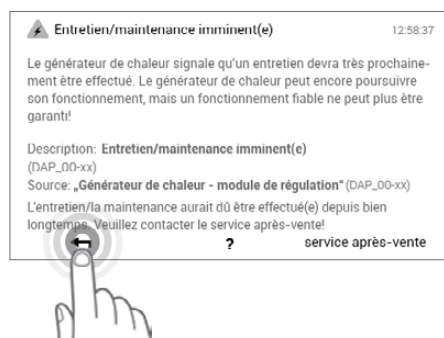 Entretien/maintenance imminent(e) 12:58:37
Le générateur de chaleur signale qu'un entretien devra très prochaine-
ment être effectué. Le générateur de chaleur peut encore poursuivre
son fonctionnement, mais un fonctionnement fiable ne peut plus être
garanti!
Description: Entretien/maintenance imminent(e)
(DAP_00-xx)
Source: „Générateur de chaleur - module de régulation" (DAP_00-xx)
L'entretien/la maintenance aurait dû être effectué(e) depuis bien
longtemps. Veuillez contacter le service après-vente!
? service après-vente